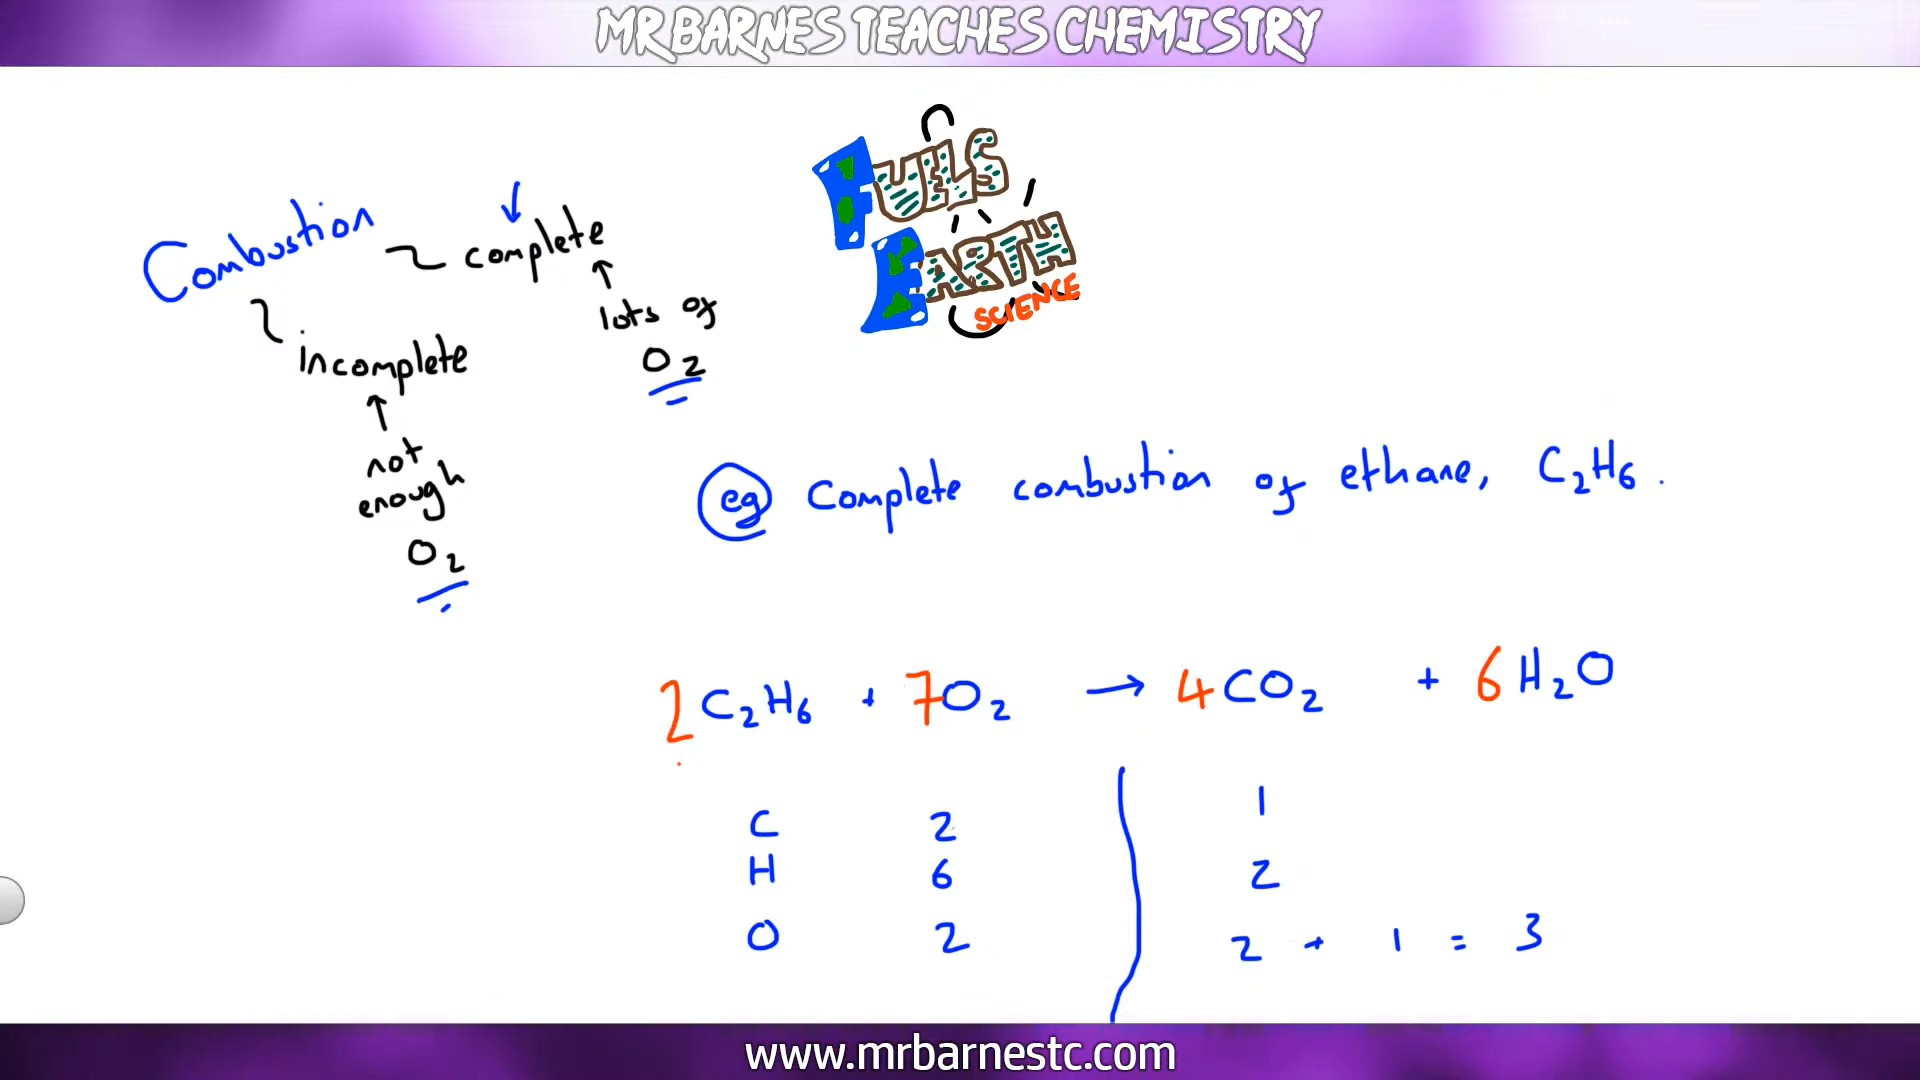 MR BARNES TEACHES CHEMISTRY
FUELS
EARTH
SCIENCE
Combustion
complete
lots of
O₂
incomplete
not
enough
O₂
eg Complete combustion of ethane, C₂H₆.
2C₂H₆ + 7O₂ → 4CO₂ + 6H₂O
C 2 1
H 6 2
O 2 2 + 1 = 3
www.mrbarnestc.com